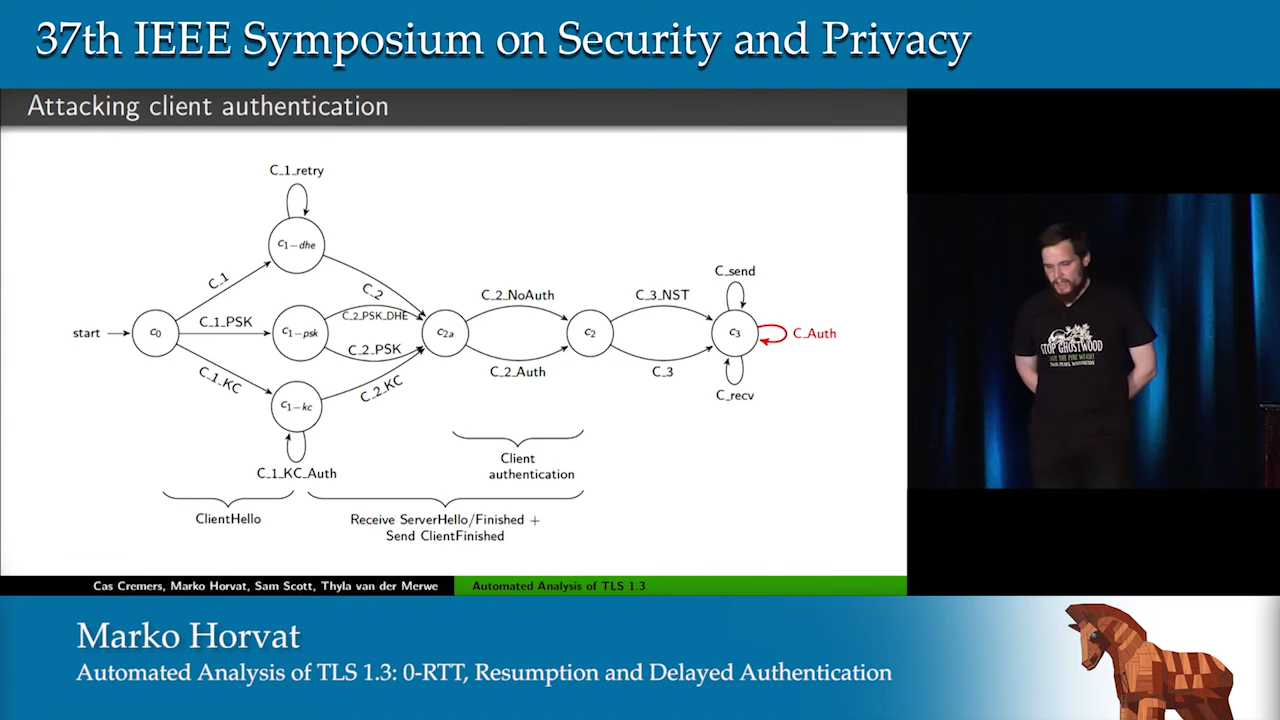 37th IEEE Symposium on Security and Privacy
Attacking client authentication
C_1_retry
c1−dhe
C_1
C_2
C_send
C_2_NoAuth
C_3_NST
C_1_PSK
C_2_PSK_DHE
start
c0
c1−psk
c2a
c2
c3
C_Auth
C_2_PSK
C_1_KC
C_2_KC
C_2_Auth
C_3
C_recv
c1−kc
C_1_KC_Auth
Client
authentication
ClientHello
Receive ServerHello/Finished +
Send ClientFinished
STOP GHOSTWOOD
Cas Cremers, Marko Horvat, Sam Scott, Thyla van der Merwe
Automated Analysis of TLS 1.3
Marko Horvat
Automated Analysis of TLS 1.3: 0-RTT, Resumption and Delayed Authentication